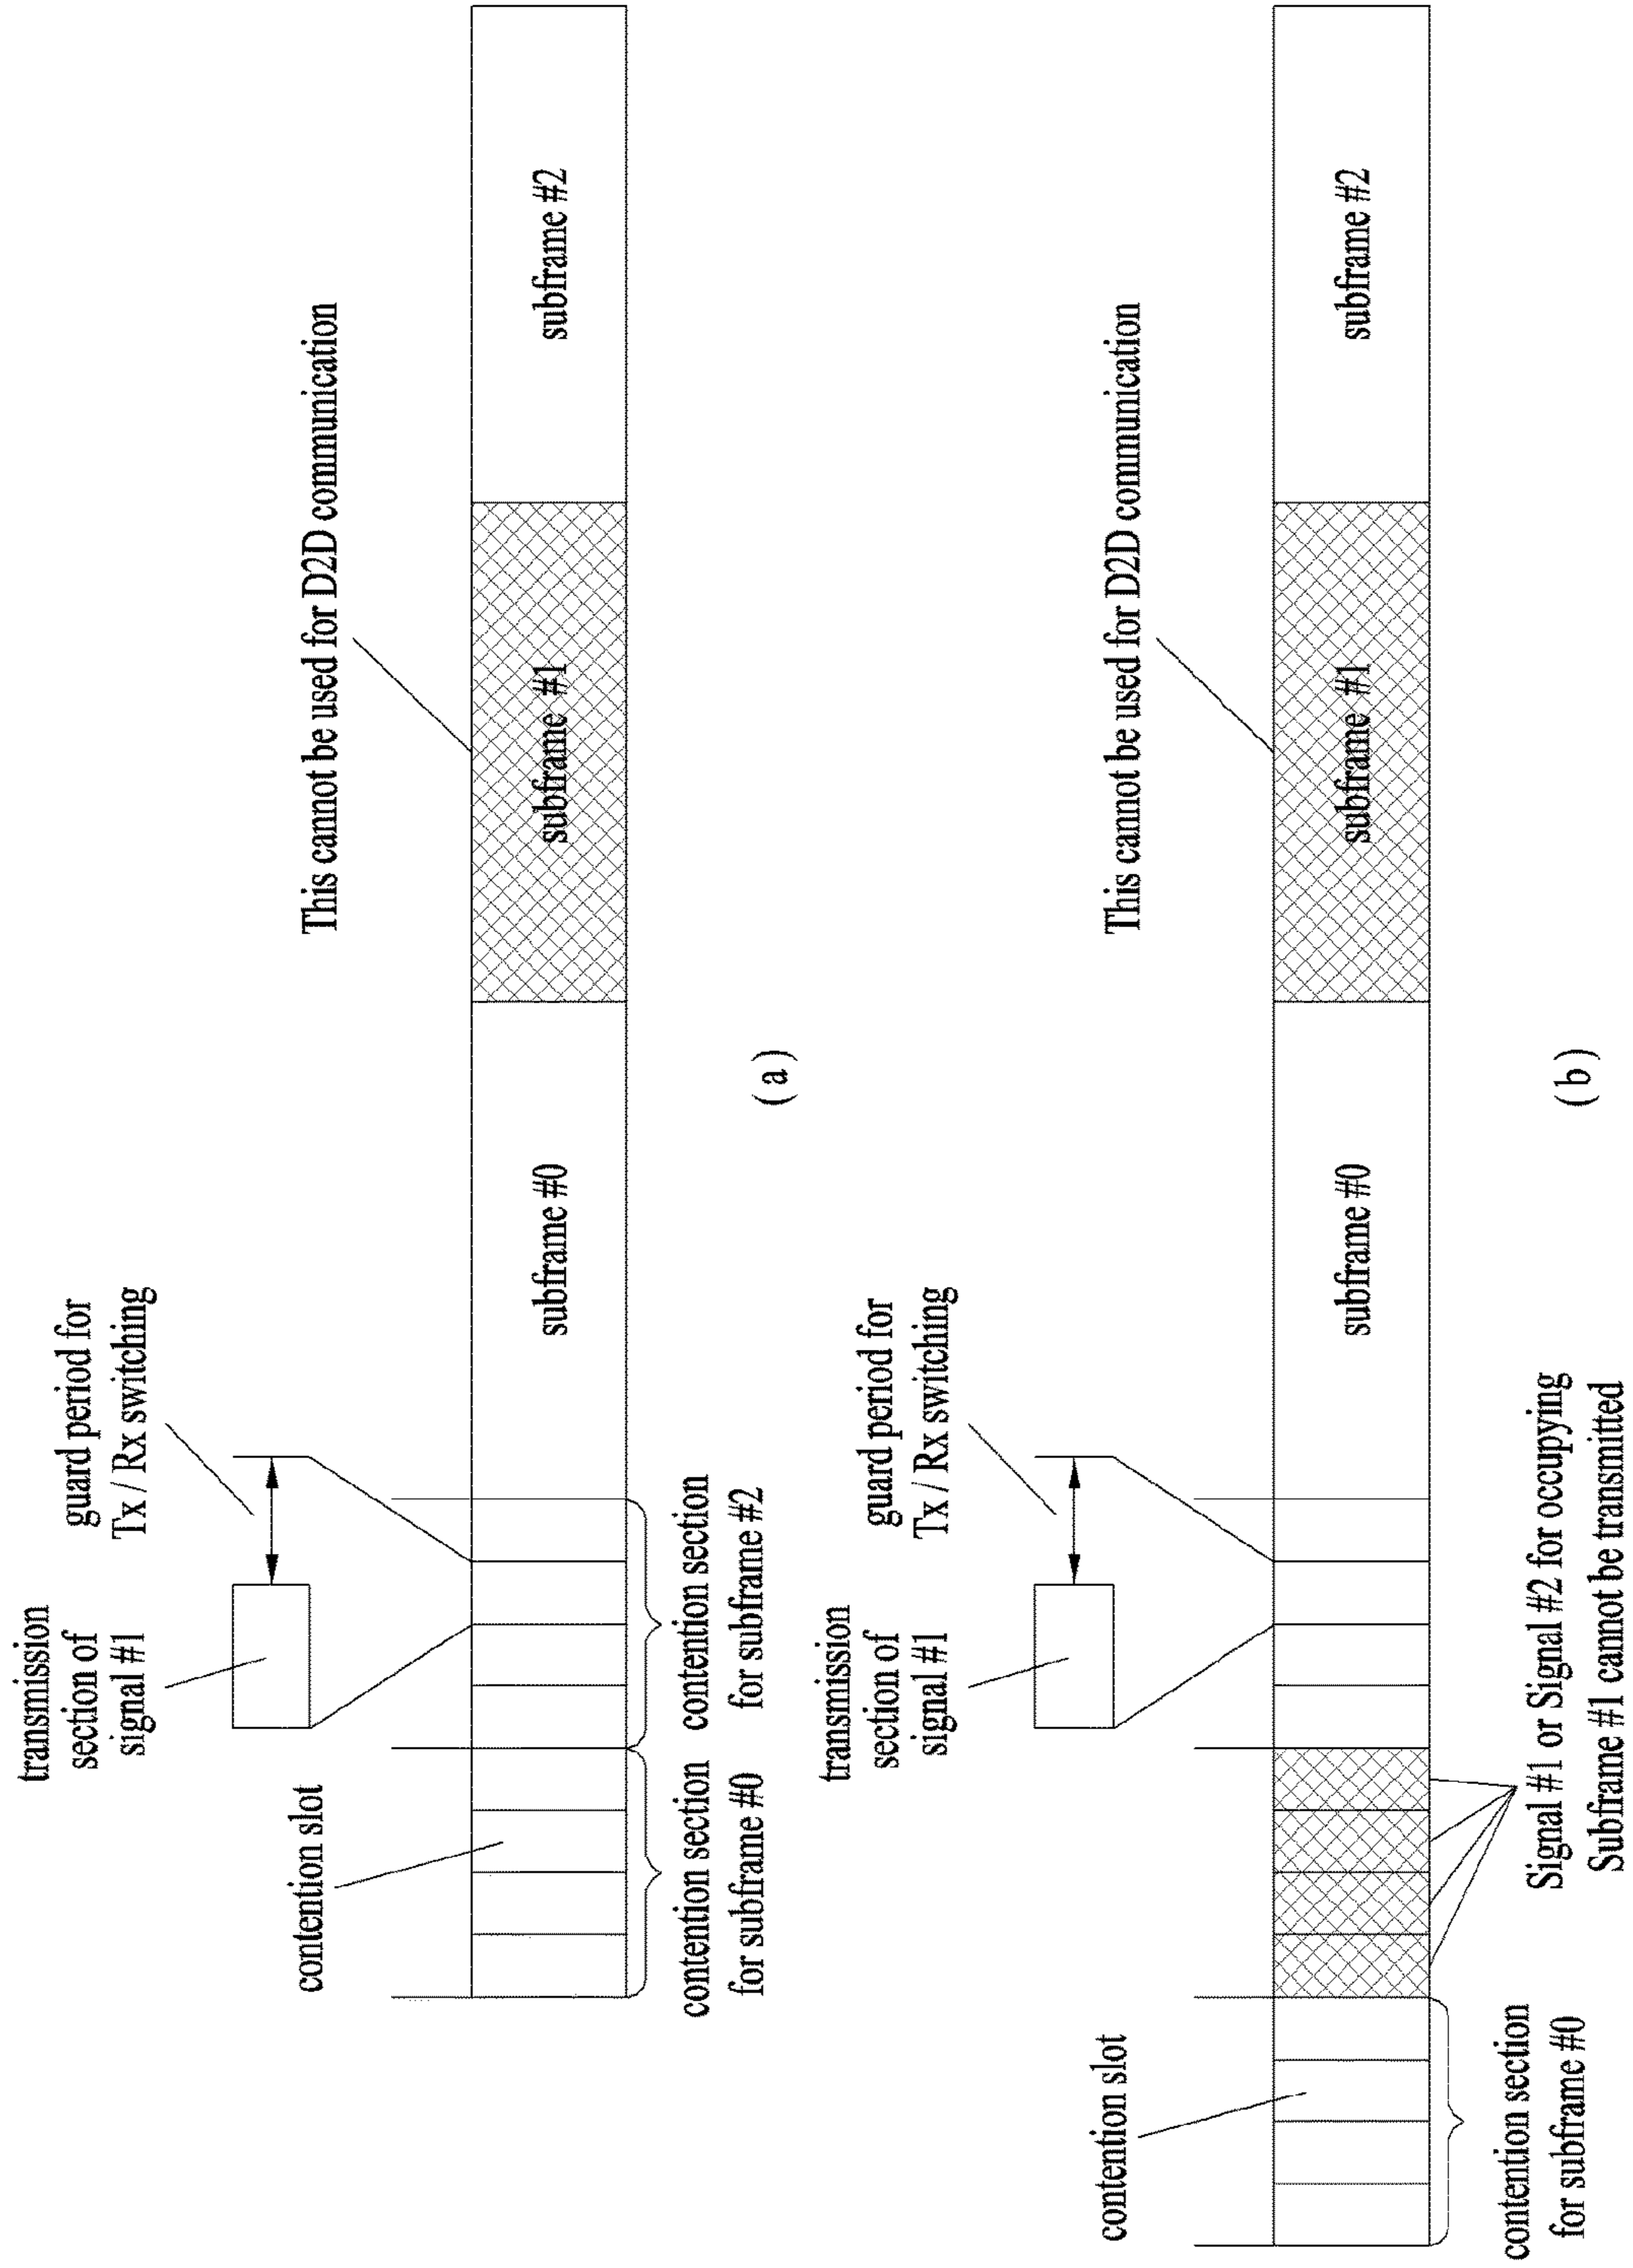 transmission
section of
signal #1
guard period for
Tx / Rx switching
contention slot
This cannot be used for D2D communication
subframe #0
subframe #1
subframe #2
contention section
for subframe #0
contention section
for subframe #2
( a )
transmission
section of
signal #1
guard period for
Tx / Rx switching
contention slot
This cannot be used for D2D communication
subframe #0
subframe #1
subframe #2
contention section
for subframe #0
Signal #1 or Signal #2 for occupying
Subframe #1 cannot be transmitted
( b )